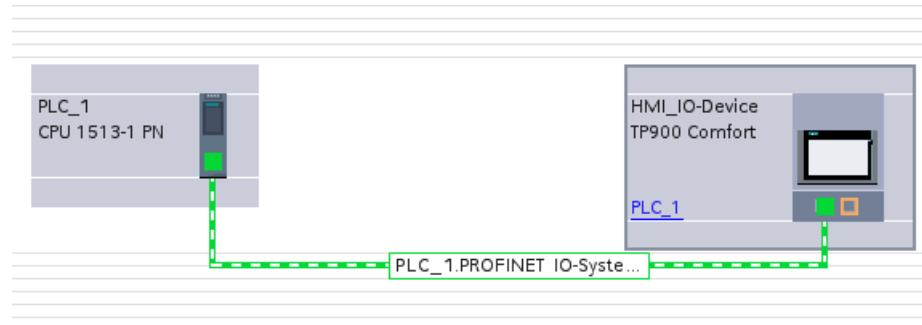 PLC_1
CPU 1513-1 PN
HMI_IO-Device
TP900 Comfort
PLC_1
PLC_1.PROFINET IO-Syste...